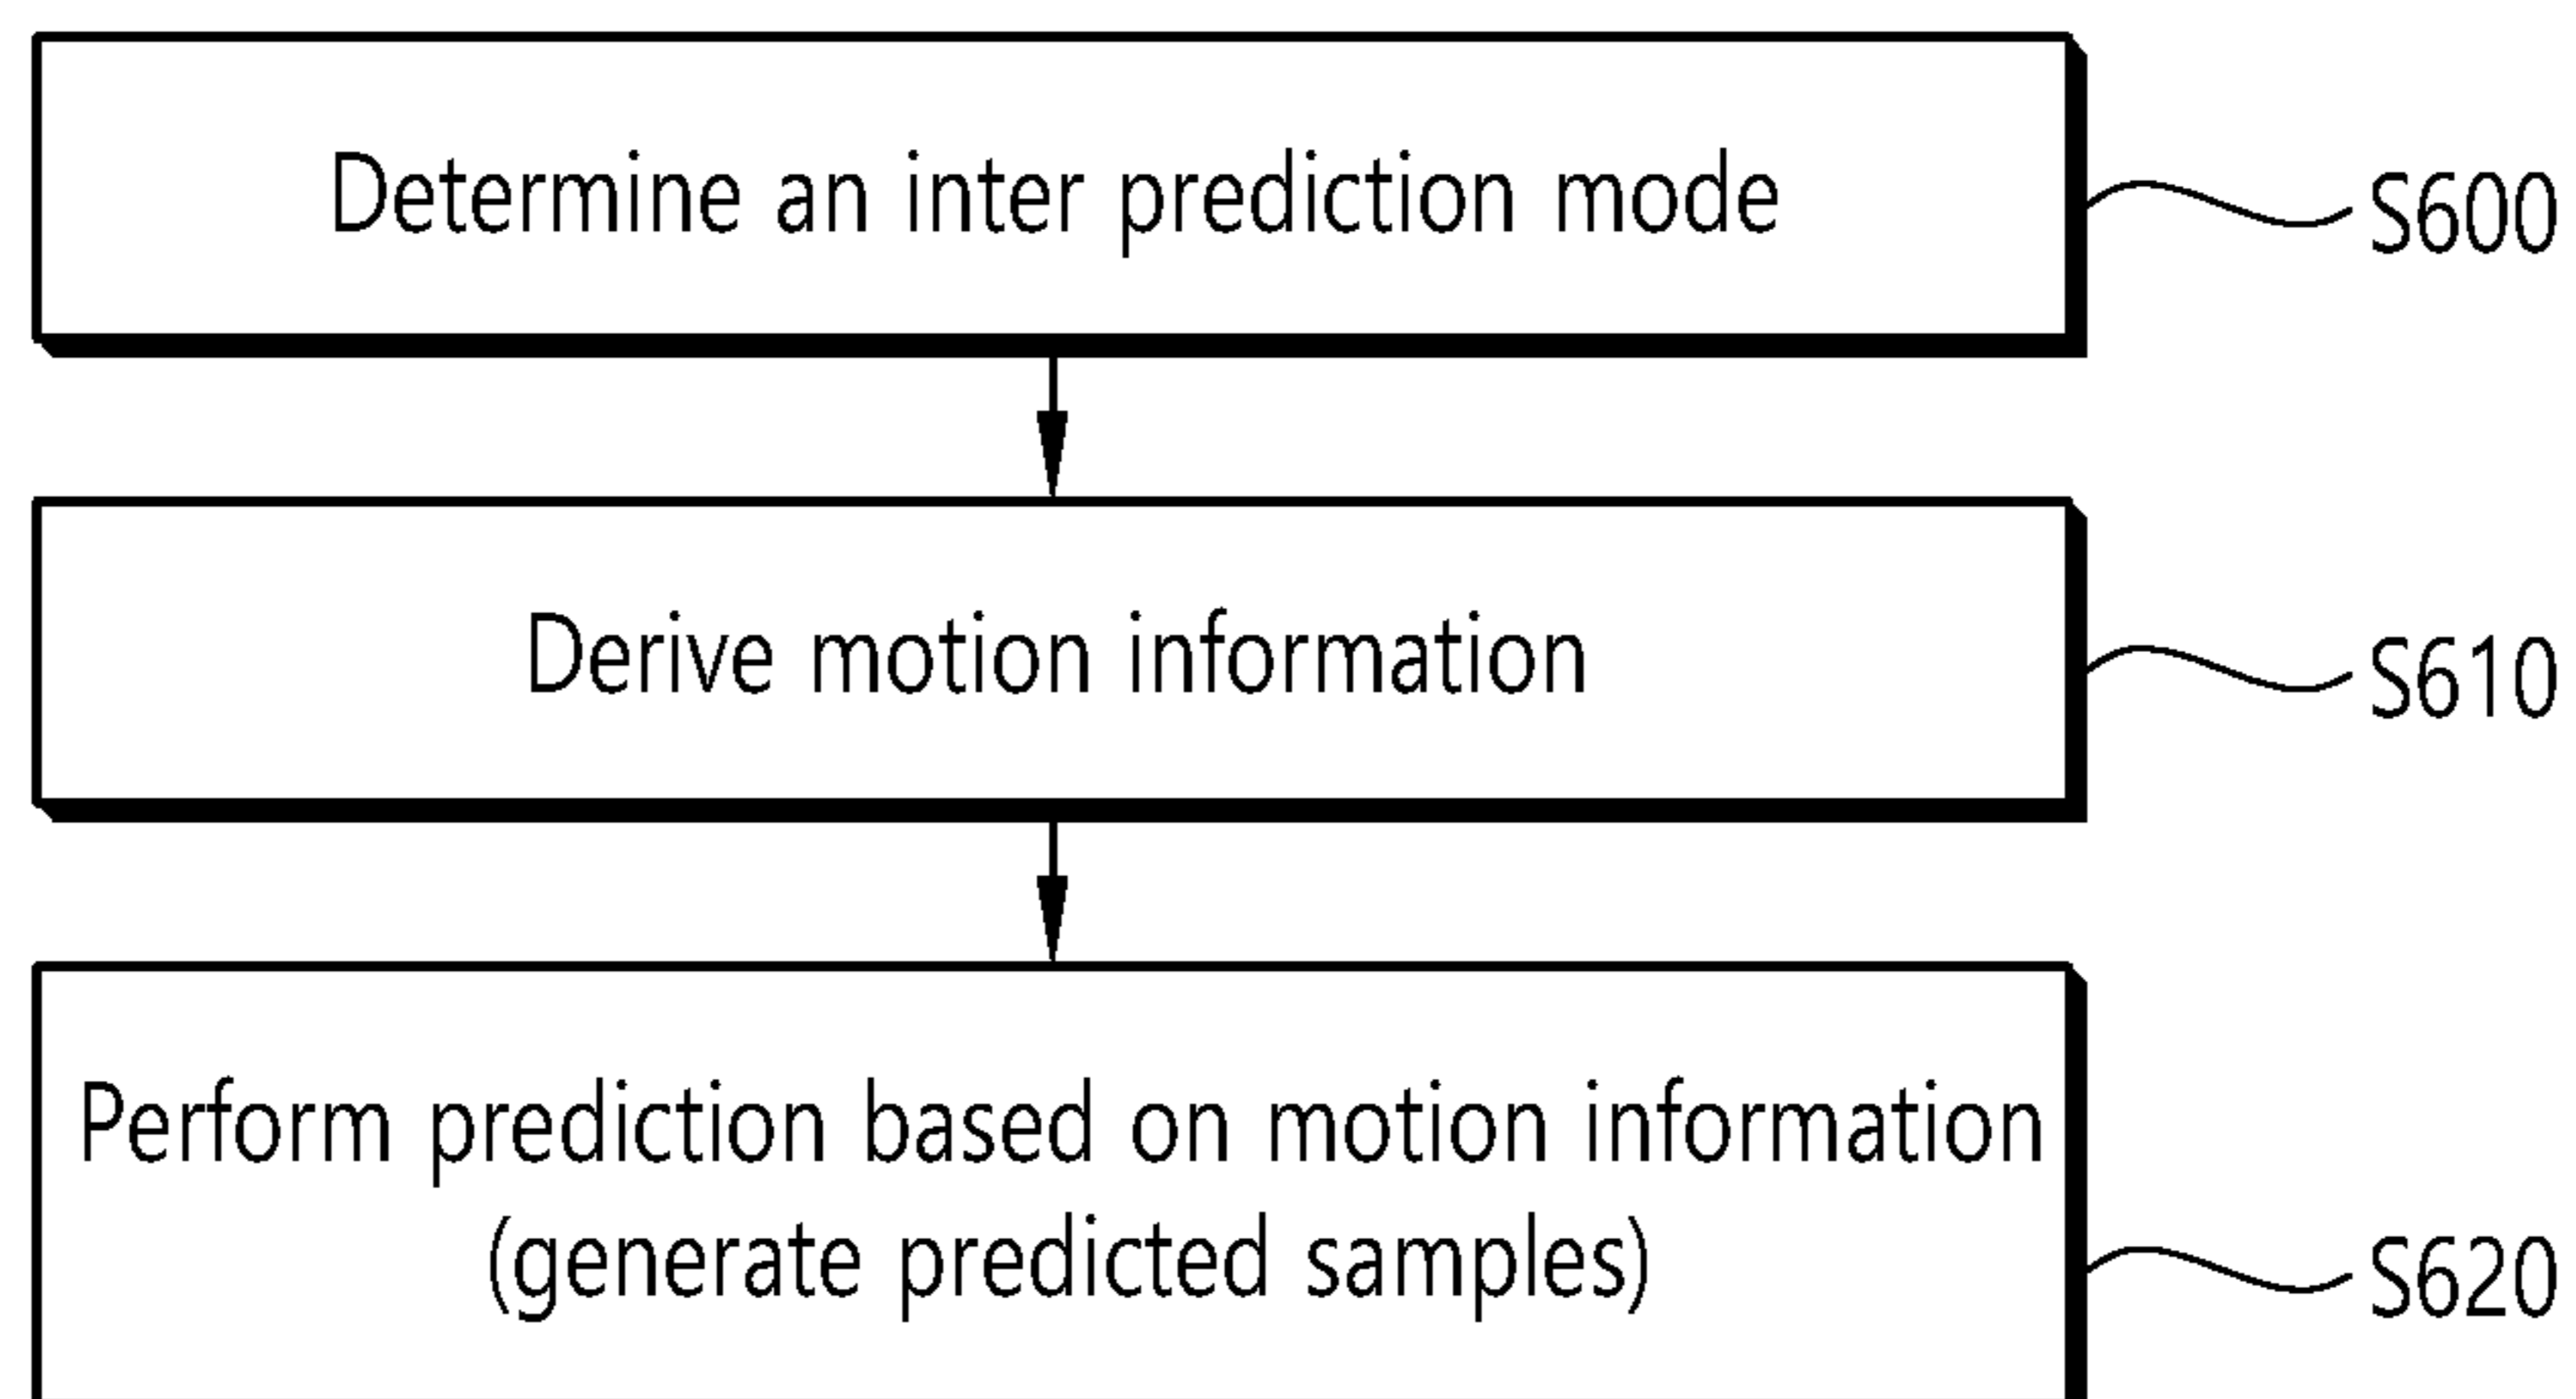 Determine an inter prediction mode
S600
Derive motion information
S610
Perform prediction based on motion information
(generate predicted samples)
S620